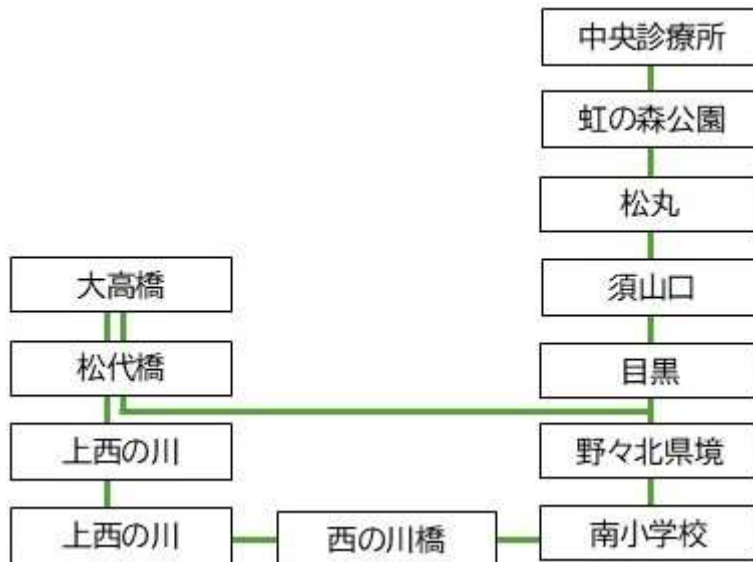 中央診療所
虹の森公園
松丸
大高橋
須山口
松代橋
目黒
上西の川
野々北県境
上西の川
西の川橋
南小学校